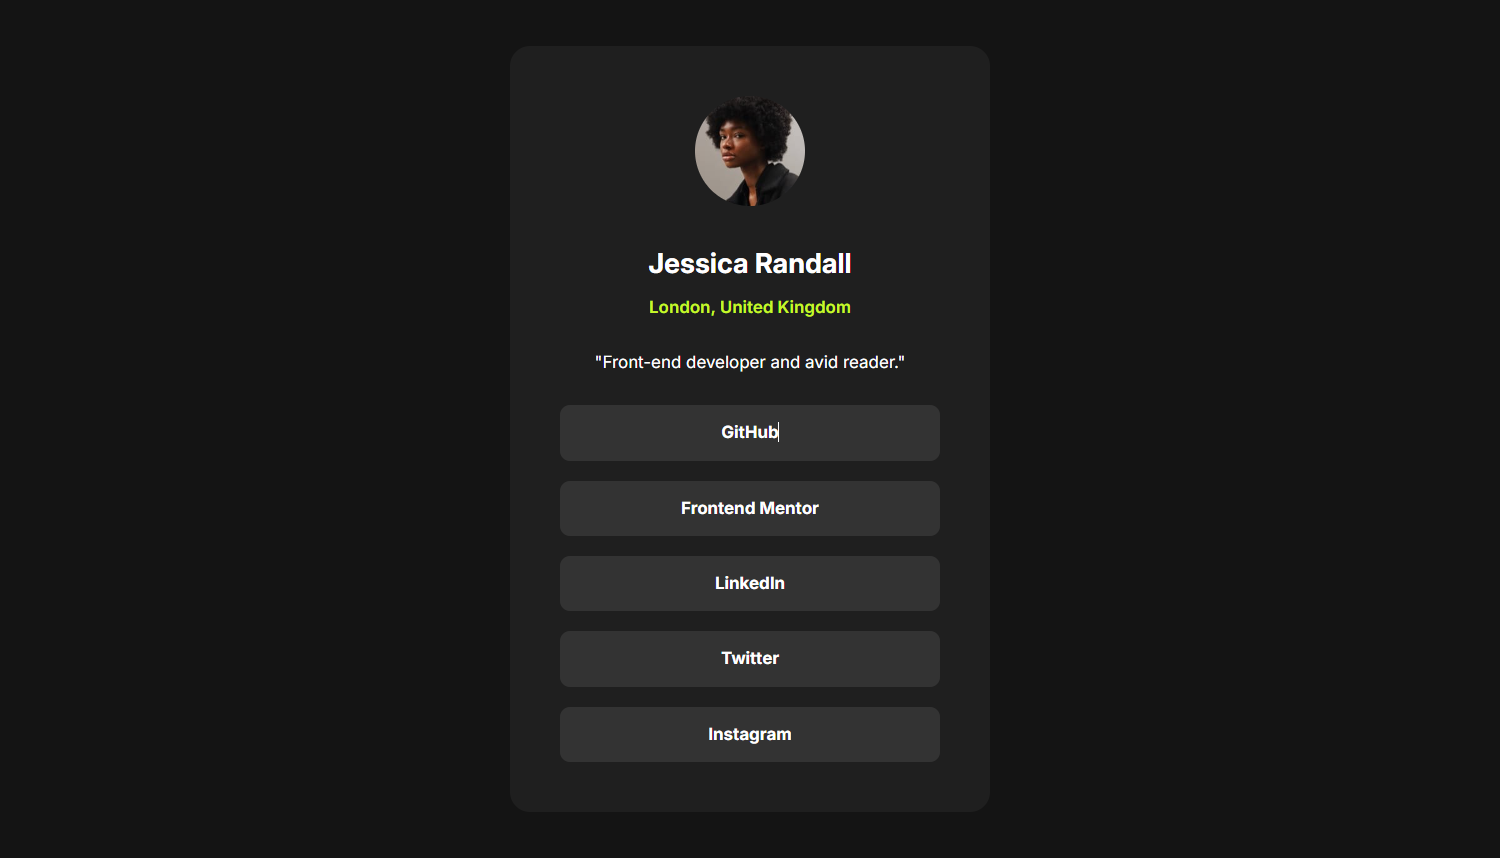 Jessica Randall
London, United Kingdom
"Front-end developer and avid reader."
GitHub
Frontend Mentor
LinkedIn
Twitter
Instagram